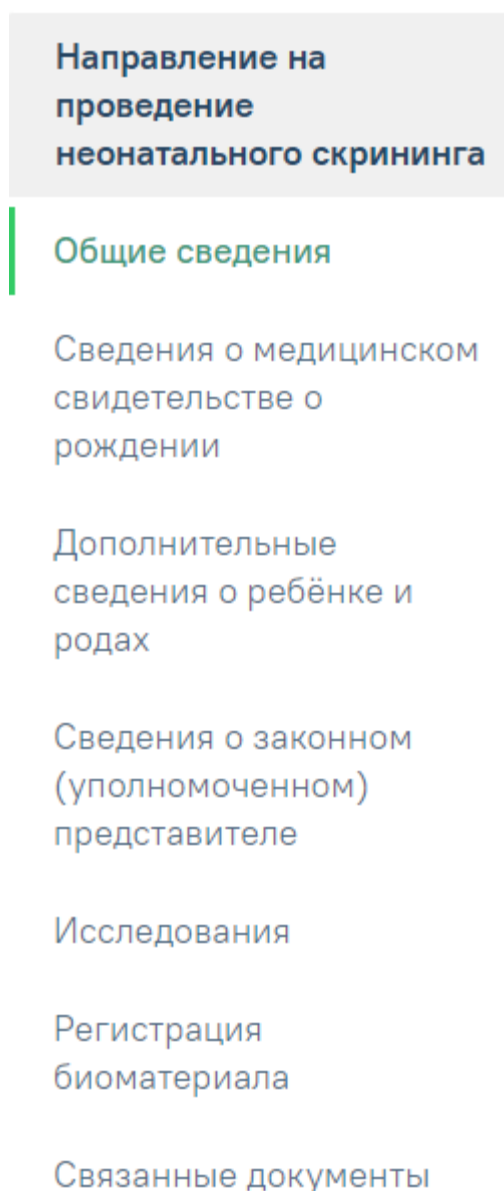 Направление на
проведение
неонатального скрининга
Общие сведения
Сведения о медицинском
свидетельстве о
рождении
Дополнительные
сведения о ребёнке и
родах
Сведения о законном
(уполномоченном)
представителе
Исследования
Регистрация
биоматериала
Связанные документы